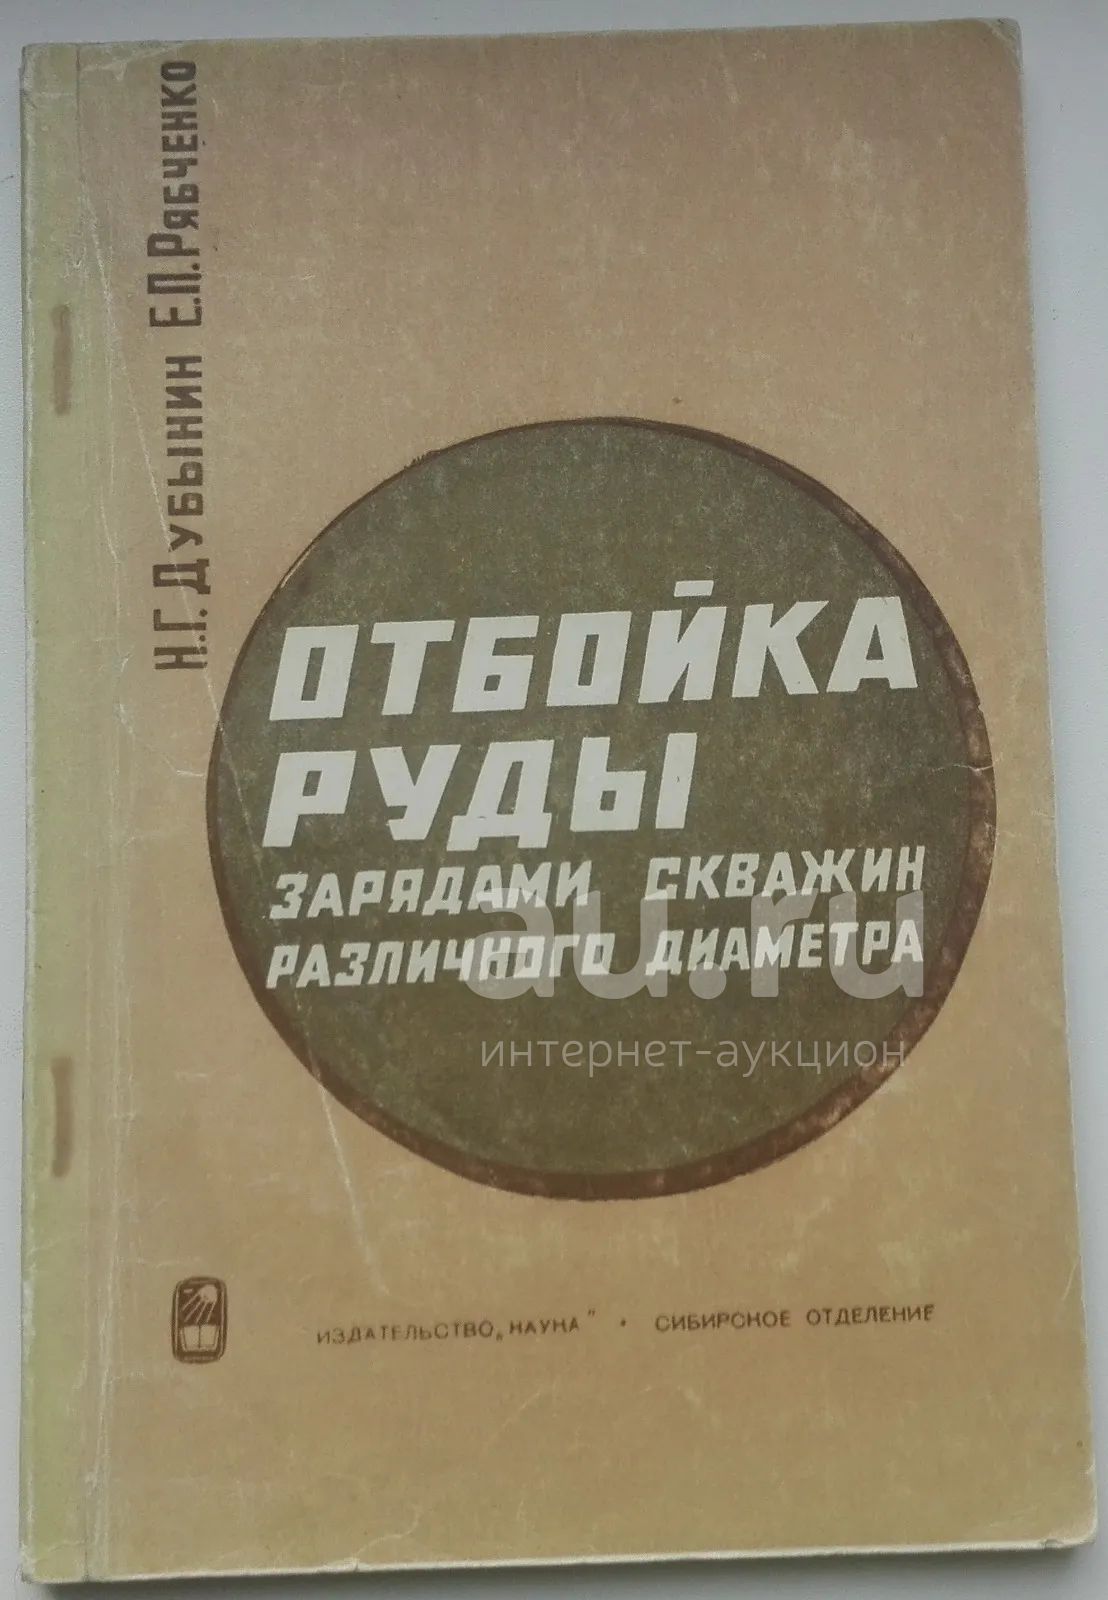 Н.Г. ДУБЫНИН Е.П. РЯБЧЕНКО
ОТБОЙКА
РУДЫ
ЗАРЯДАМИ СКВАЖИН
РАЗЛИЧНОГО ДИАМЕТРА
au.ru
интернет-аукцион
ИЗДАТЕЛЬСТВО „НАУКА" · СИБИРСКОЕ ОТДЕЛЕНИЕ